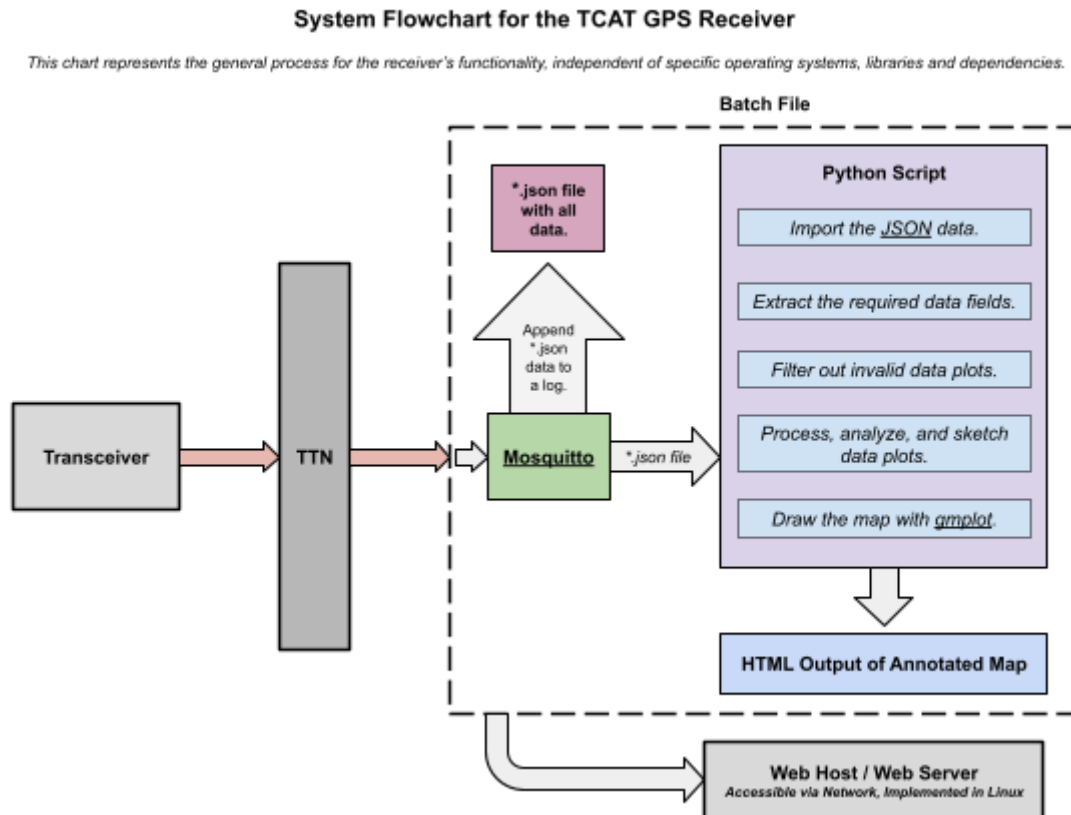 System Flowchart for the TCAT GPS Receiver
This chart represents the general process for the receiver's functionality, independent of specific operating systems, libraries and dependencies.
Batch File
*.json file
with all
data.
Python Script
Import the JSON data.
Extract the required data fields.
Filter out invalid data plots.
Process, analyze, and sketch
data plots.
Draw the map with gmplot.
Append
*.json
data to
a log.
Transceiver
TTN
Mosquitto
*.json file
HTML Output of Annotated Map
Web Host / Web Server
Accessible via Network, Implemented in Linux